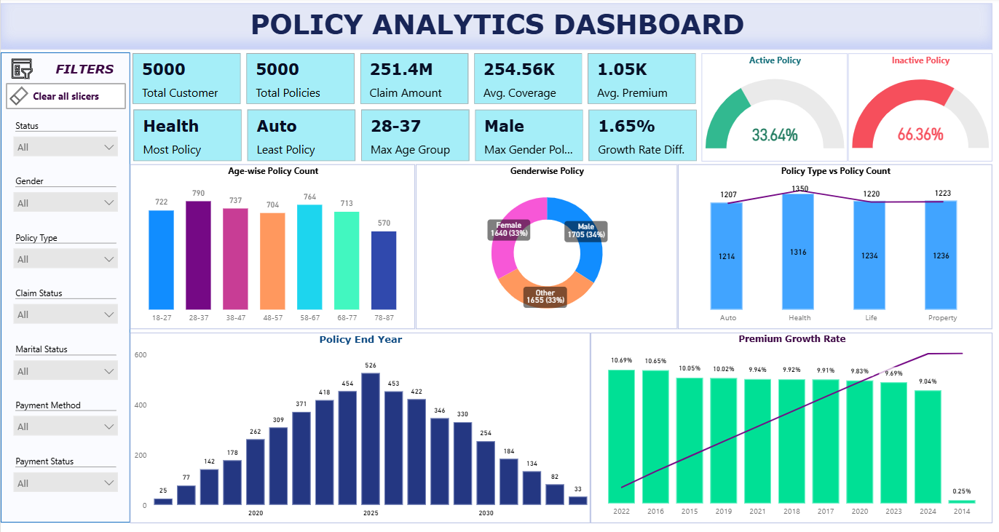 POLICY ANALYTICS DASHBOARD
FILTERS
Clear all slicers
Status
All
Gender
All
Policy Type
All
Claim Status
All
Marital Status
All
Payment Method
All
Payment Status
All
5000
Total Customer
5000
Total Policies
251.4M
Claim Amount
254.56K
Avg. Coverage
1.05K
Avg. Premium
Health
Most Policy
Auto
Least Policy
28-37
Max Age Group
Male
Max Gender Pol...
1.65%
Growth Rate Diff.
Active Policy
33.64%
Inactive Policy
66.36%
Age-wise Policy Count
722 790 737 704 764 713 570
18-27 28-37 38-47 48-57 58-67 68-77 78-87
Genderwise Policy
Female
1640 (33%)
Male
1705 (34%)
Other
1655 (33%)
Policy Type vs Policy Count
1207 1350 1220 1223
1214 1316 1234 1236
Auto Health Life Property
Policy End Year
600
400
200
0
25 77 142 178 262 309 371 418 454 526 453 422 346 330 254 184 134 82 33
2020 2025 2030
Premium Growth Rate
10.69% 10.65% 10.05% 10.02% 9.94% 9.92% 9.91% 9.83% 9.69% 9.04% 0.25%
2022 2016 2015 2019 2021 2018 2017 2020 2023 2024 2014